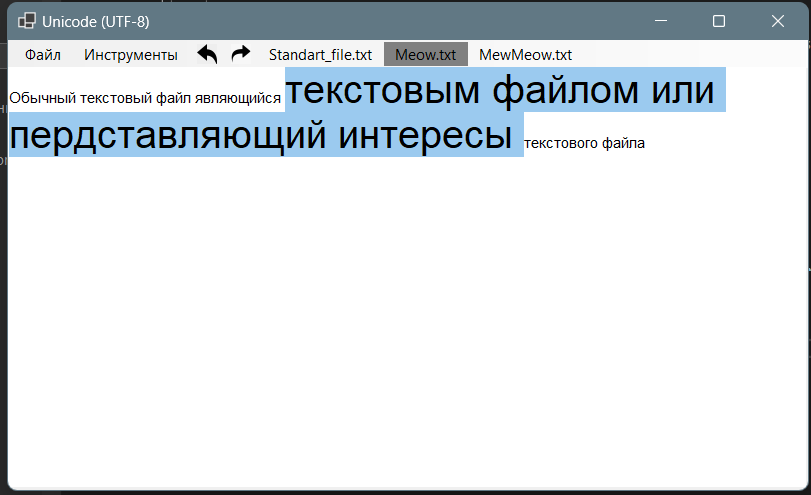 Unicode (UTF-8)
Файл Инструменты Standart_file.txt Meow.txt MewMeow.txt
Обычный текстовый файл являющийся текстовым файлом или
пердставляющий интересы текстового файла